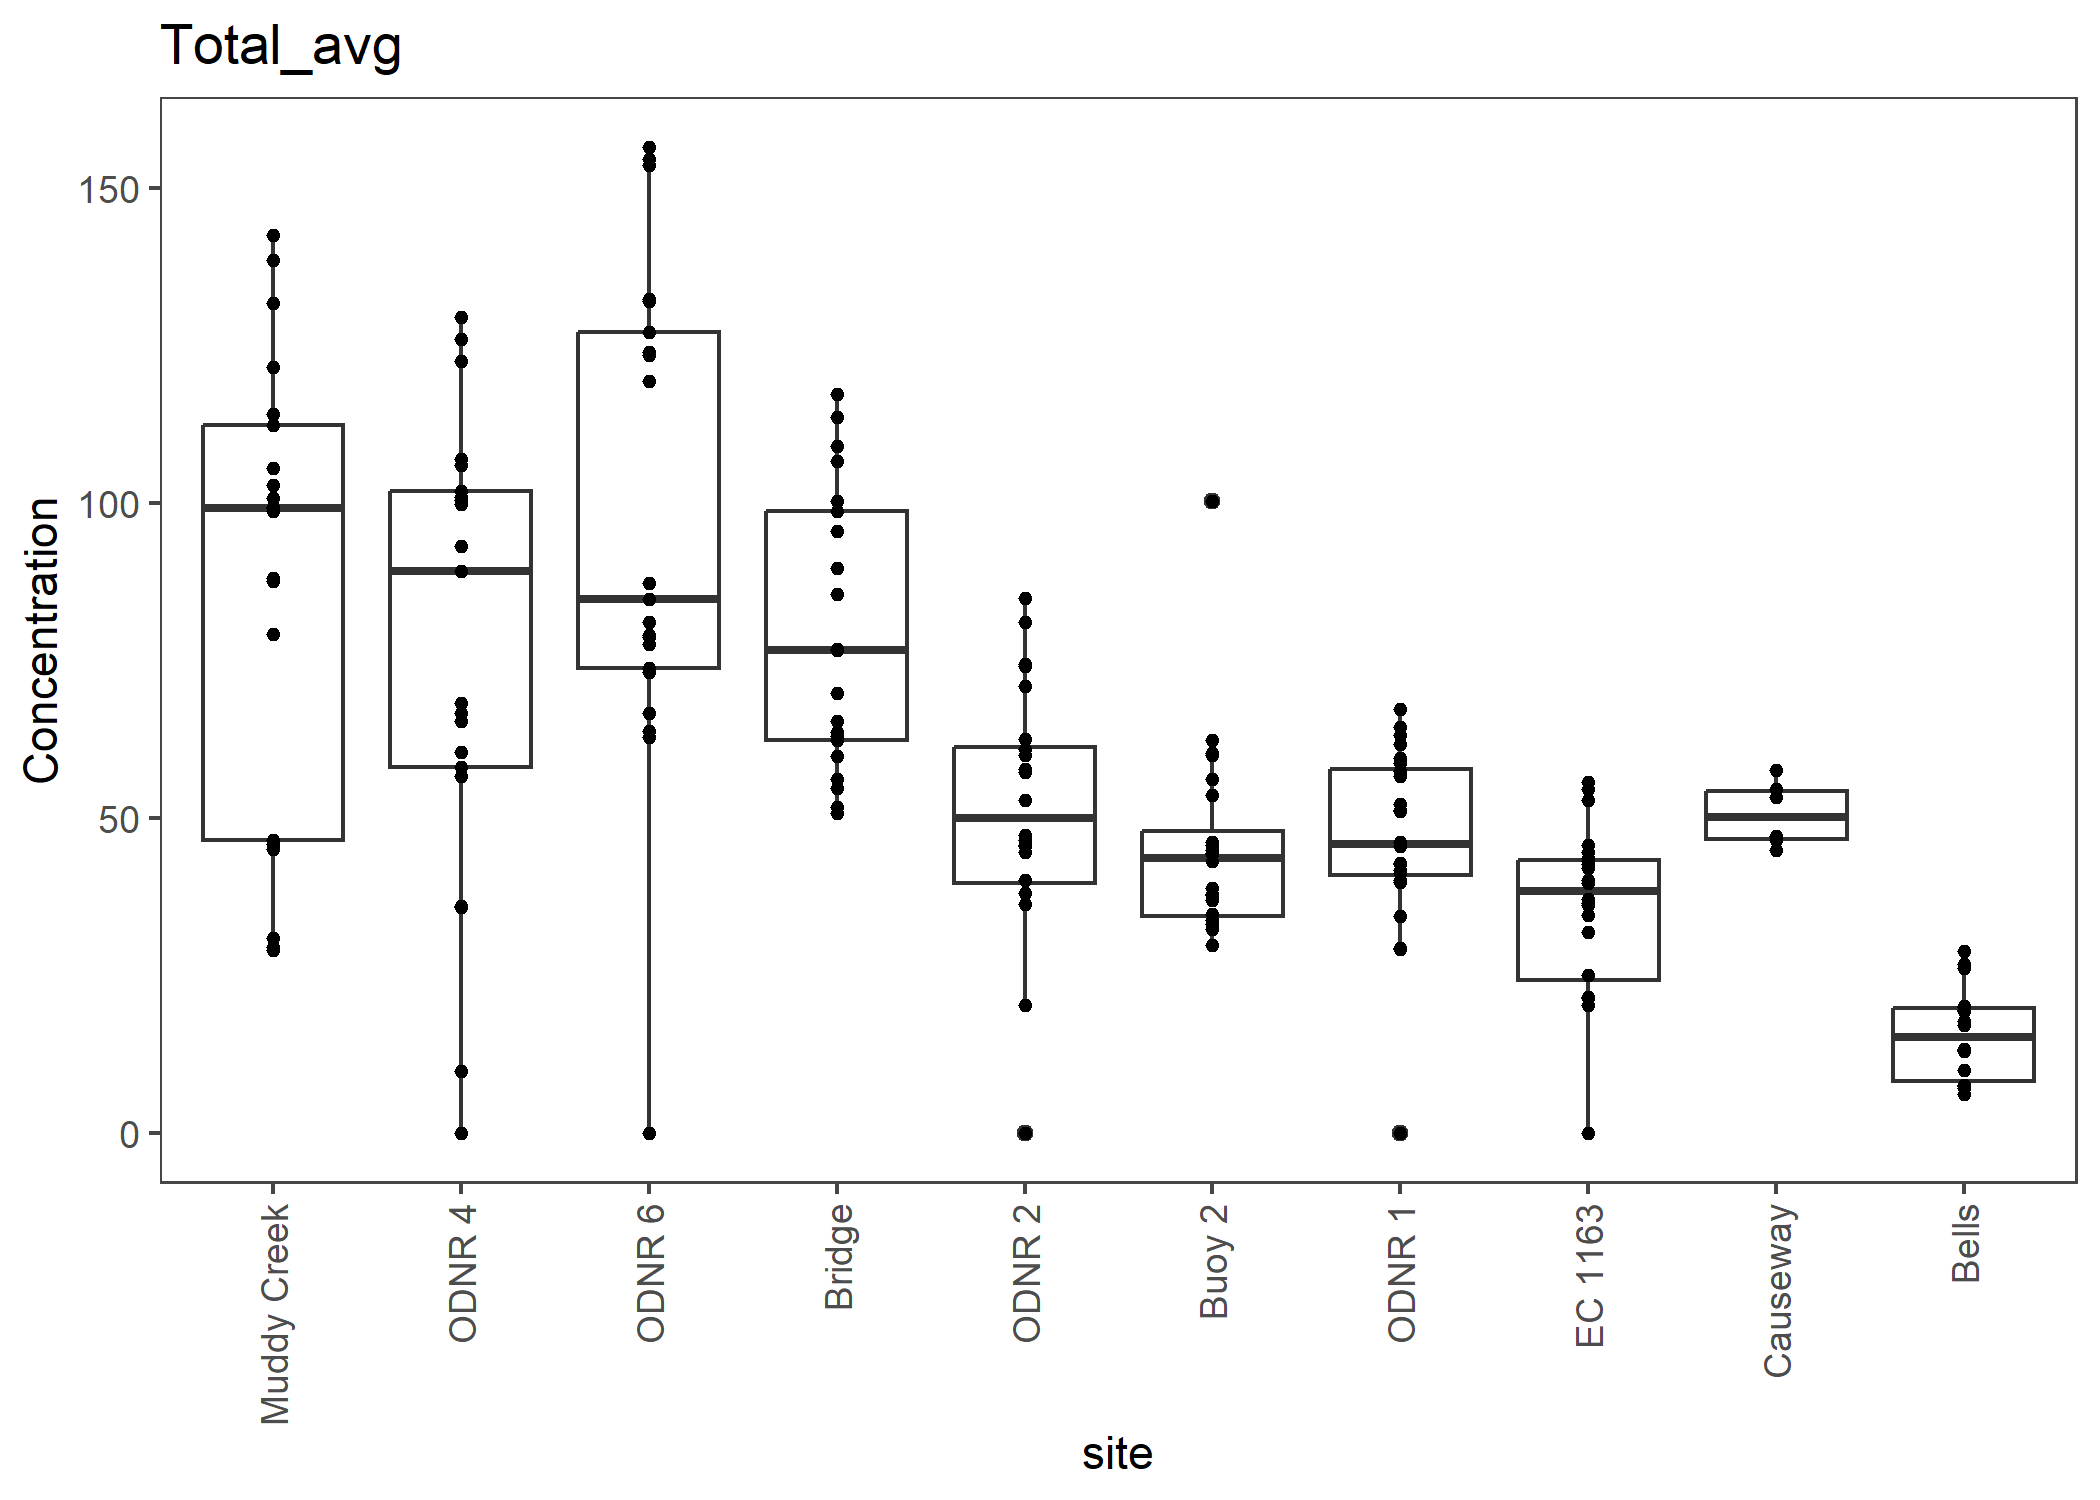 Total_avg
Concentration
150
100
50
0
Muddy Creek
ODNR 4
ODNR 6
Bridge
ODNR 2
Buoy 2
ODNR 1
EC 1163
Causeway
Bells
site